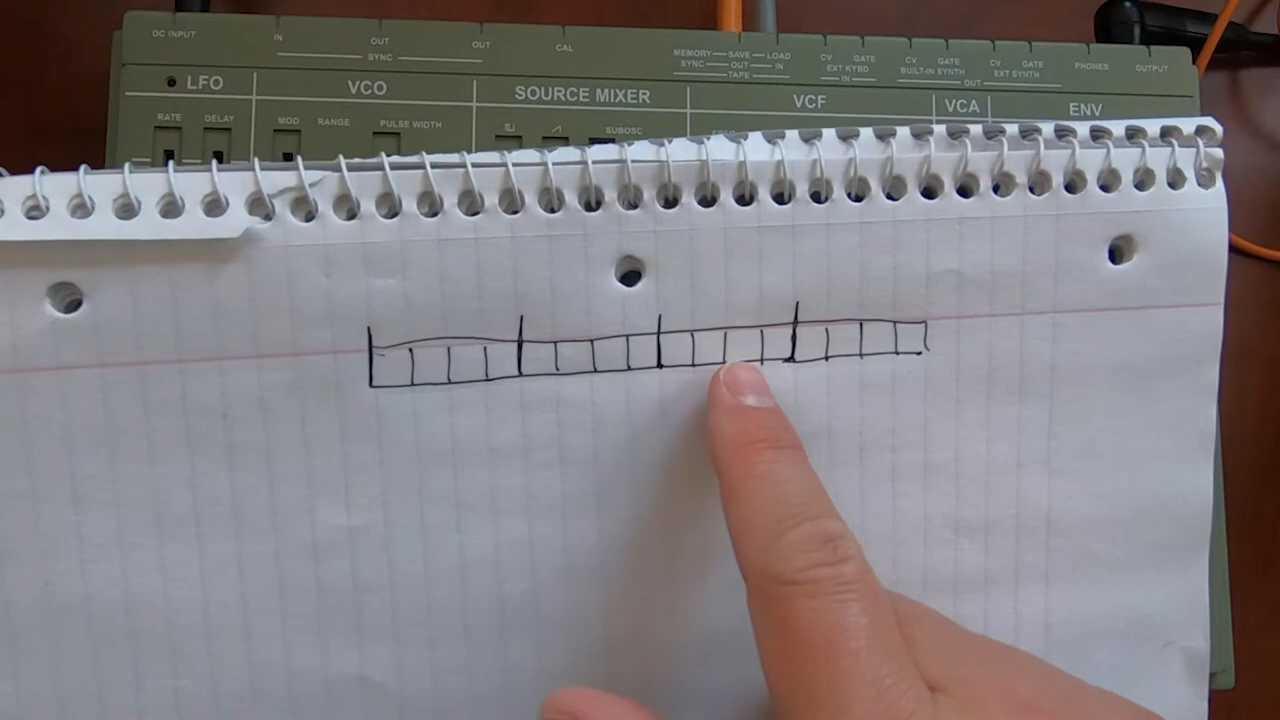 DC INPUT IN OUT OUT CAL MEMORY SAVE LOAD CV GATE CV GATE CV GATE PHONES OUTPUT
SYNC SYNC OUT IN EXT KYBD BUILT-IN SYNTH EXT SYNTH
TAPE IN OUT
LFO VCO SOURCE MIXER VCF VCA ENV
RATE DELAY MOD RANGE PULSE WIDTH SUBOSC